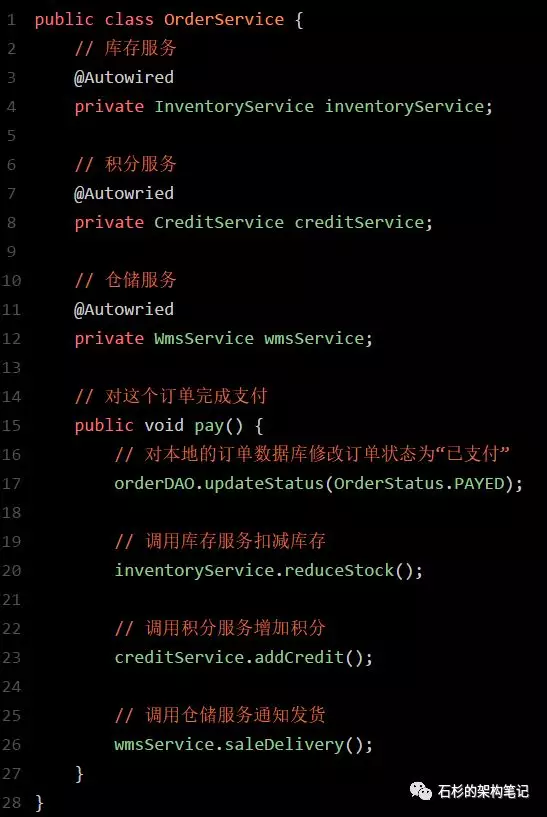 1 public class OrderService {
2 // 库存服务
3 @Autowired
4 private InventoryService inventoryService;
5
6 // 积分服务
7 @Autowried
8 private CreditService creditService;
9
10 // 仓储服务
11 @Autowried
12 private WmsService wmsService;
13
14 // 对这个订单完成支付
15 public void pay() {
16 // 对本地的订单数据库修改订单状态为“已支付”
17 orderDAO.updateStatus(OrderStatus.PAYED);
18
19 // 调用库存服务扣减库存
20 inventoryService.reduceStock();
21
22 // 调用积分服务增加积分
23 creditService.addCredit();
24
25 // 调用仓储服务通知发货
26 wmsService.saleDelivery();
27 }
28 }
石杉的架构笔记